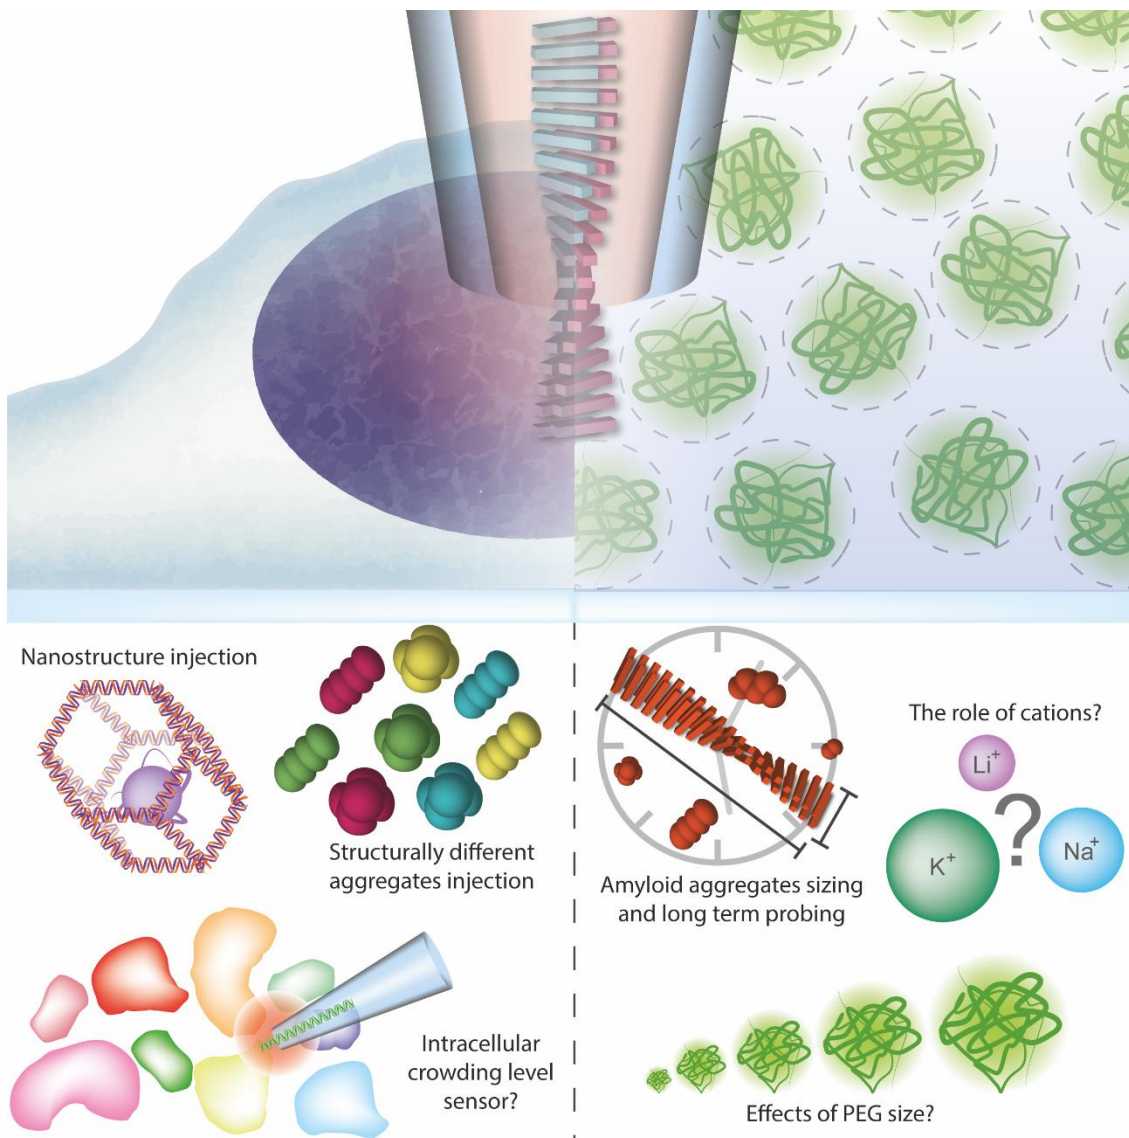 Nanostructure injection
Structurally different
aggregates injection
Intracellular
crowding level
sensor?
Amyloid aggregates sizing
and long term probing
The role of cations?
Li+
K+
?
Na+
Effects of PEG size?